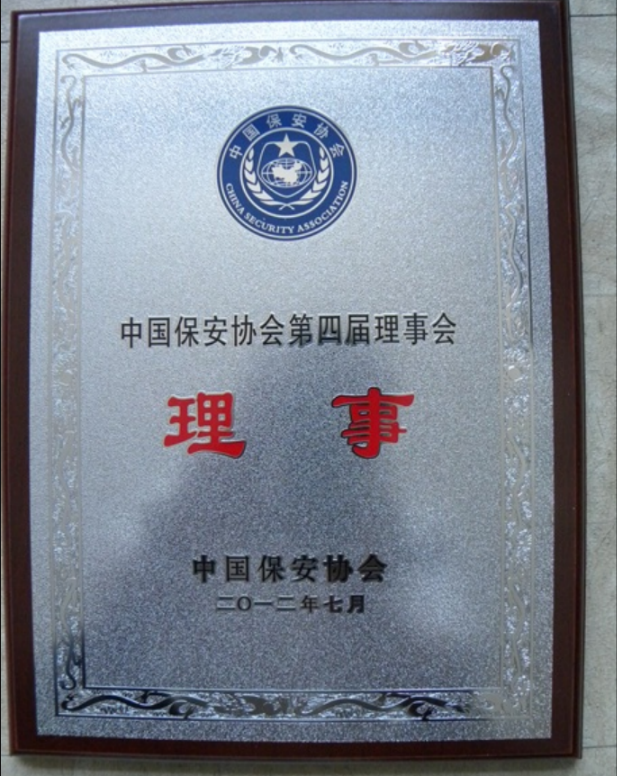 中国保安协会
CHINA SECURITY ASSOCIATION
中国保安协会第四届理事会
理 事
中国保安协会
二〇一二年七月